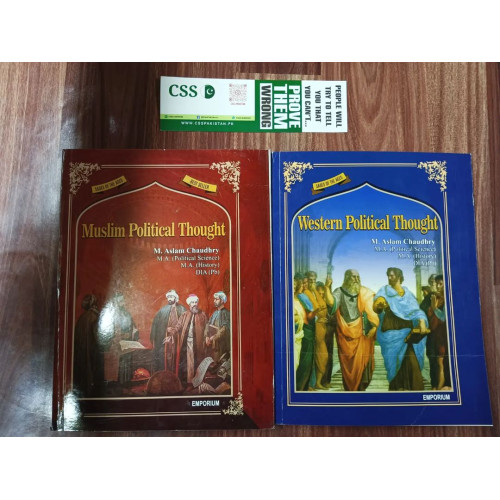 CSS
WWW.CSSPAKISTAN.PK
PEOPLE WILL
TRY TO TELL
YOU THAT
YOU CAN'T...
PROVE
THEM
WRONG
BEST SELLER
Muslim Political Thought
M. Aslam Chaudhry
M.A. (Political Science)
M.A. (History)
DIA (Pb)
EMPORIUM
Western Political Thought
M. Aslam Chaudhry
M.A. (Political Science)
M.A. (History)
DIA (Pb)
EMPORIUM